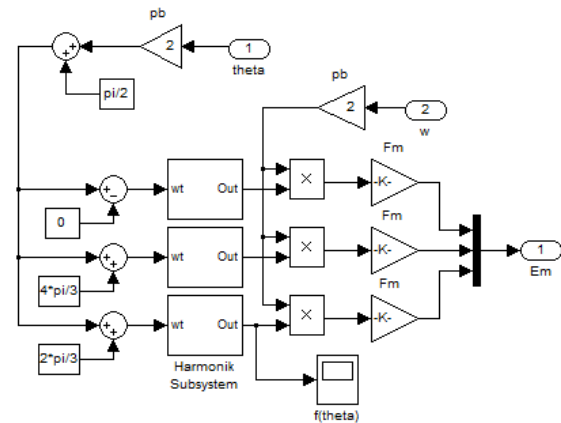 pb
2
1
theta
+
+
pi/2
pb
2
2
w
Fm
+
−
wt Out
×
-K-
0
Fm
+
+
wt Out
×
-K-
1
Em
4*pi/3
Fm
+
+
wt Out
×
-K-
2*pi/3
Harmonik
Subsystem
f(theta)